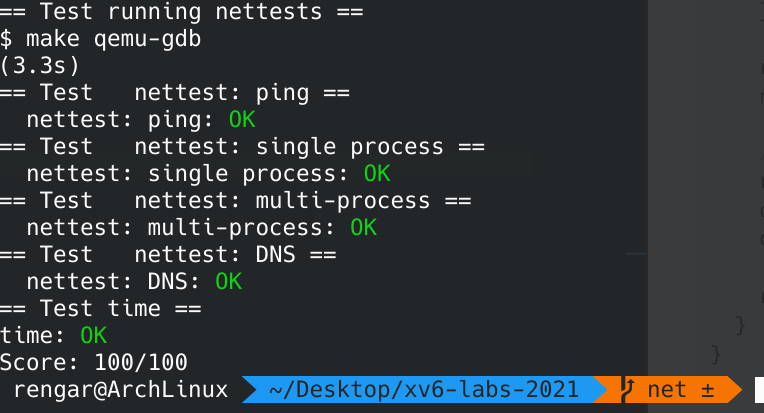 == Test running nettests ==
$ make qemu-gdb
(3.3s)
== Test   nettest: ping ==
  nettest: ping: OK
== Test   nettest: single process ==
  nettest: single process: OK
== Test   nettest: multi-process ==
  nettest: multi-process: OK
== Test   nettest: DNS ==
  nettest: DNS: OK
== Test time ==
time: OK
Score: 100/100
rengar@ArchLinux ~/Desktop/xv6-labs-2021 net ±
}
}